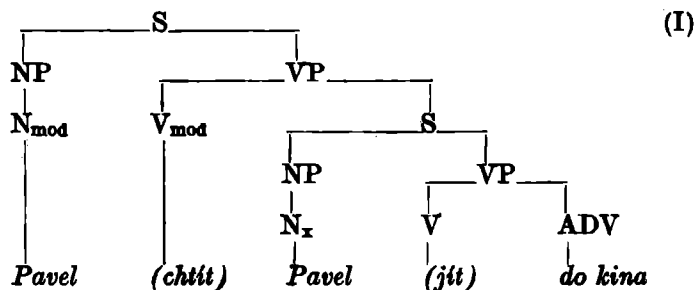 S (I)
NP VP
N_mod V_mod S
NP VP
N_x V ADV
Pavel (chtít) Pavel (jít) do kina